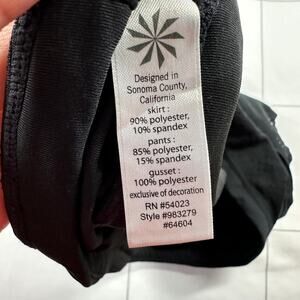 Designed in
Sonoma County,
California
skirt :
90% polyester,
10% spandex
pants :
85% polyester,
15% spandex
gusset :
100% polyester
exclusive of decoration
RN #54023
Style #983279
#64604